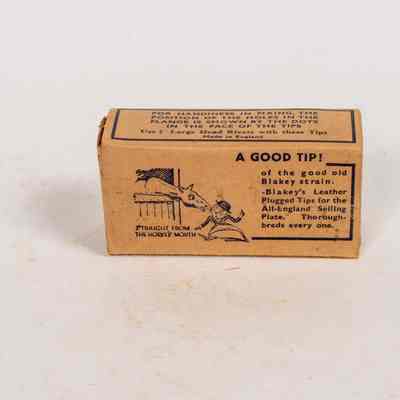 FOR HANDINESS OF FIXING, THE
POSITION OF THE HOLES IN THE
FLANGE IS SHOWN BY THE DOTS
IN THE FACE OF THE TIPS
Use 2 Large Head Rivets with these Tips
Made in England
A GOOD TIP!
of the good old
Blakey strain.
-Blakey's Leather
Plugged Tips for the
All-England Selling
Plate. Thorough-
breds every one.
STRAIGHT FROM
THE HORSES' MOUTH